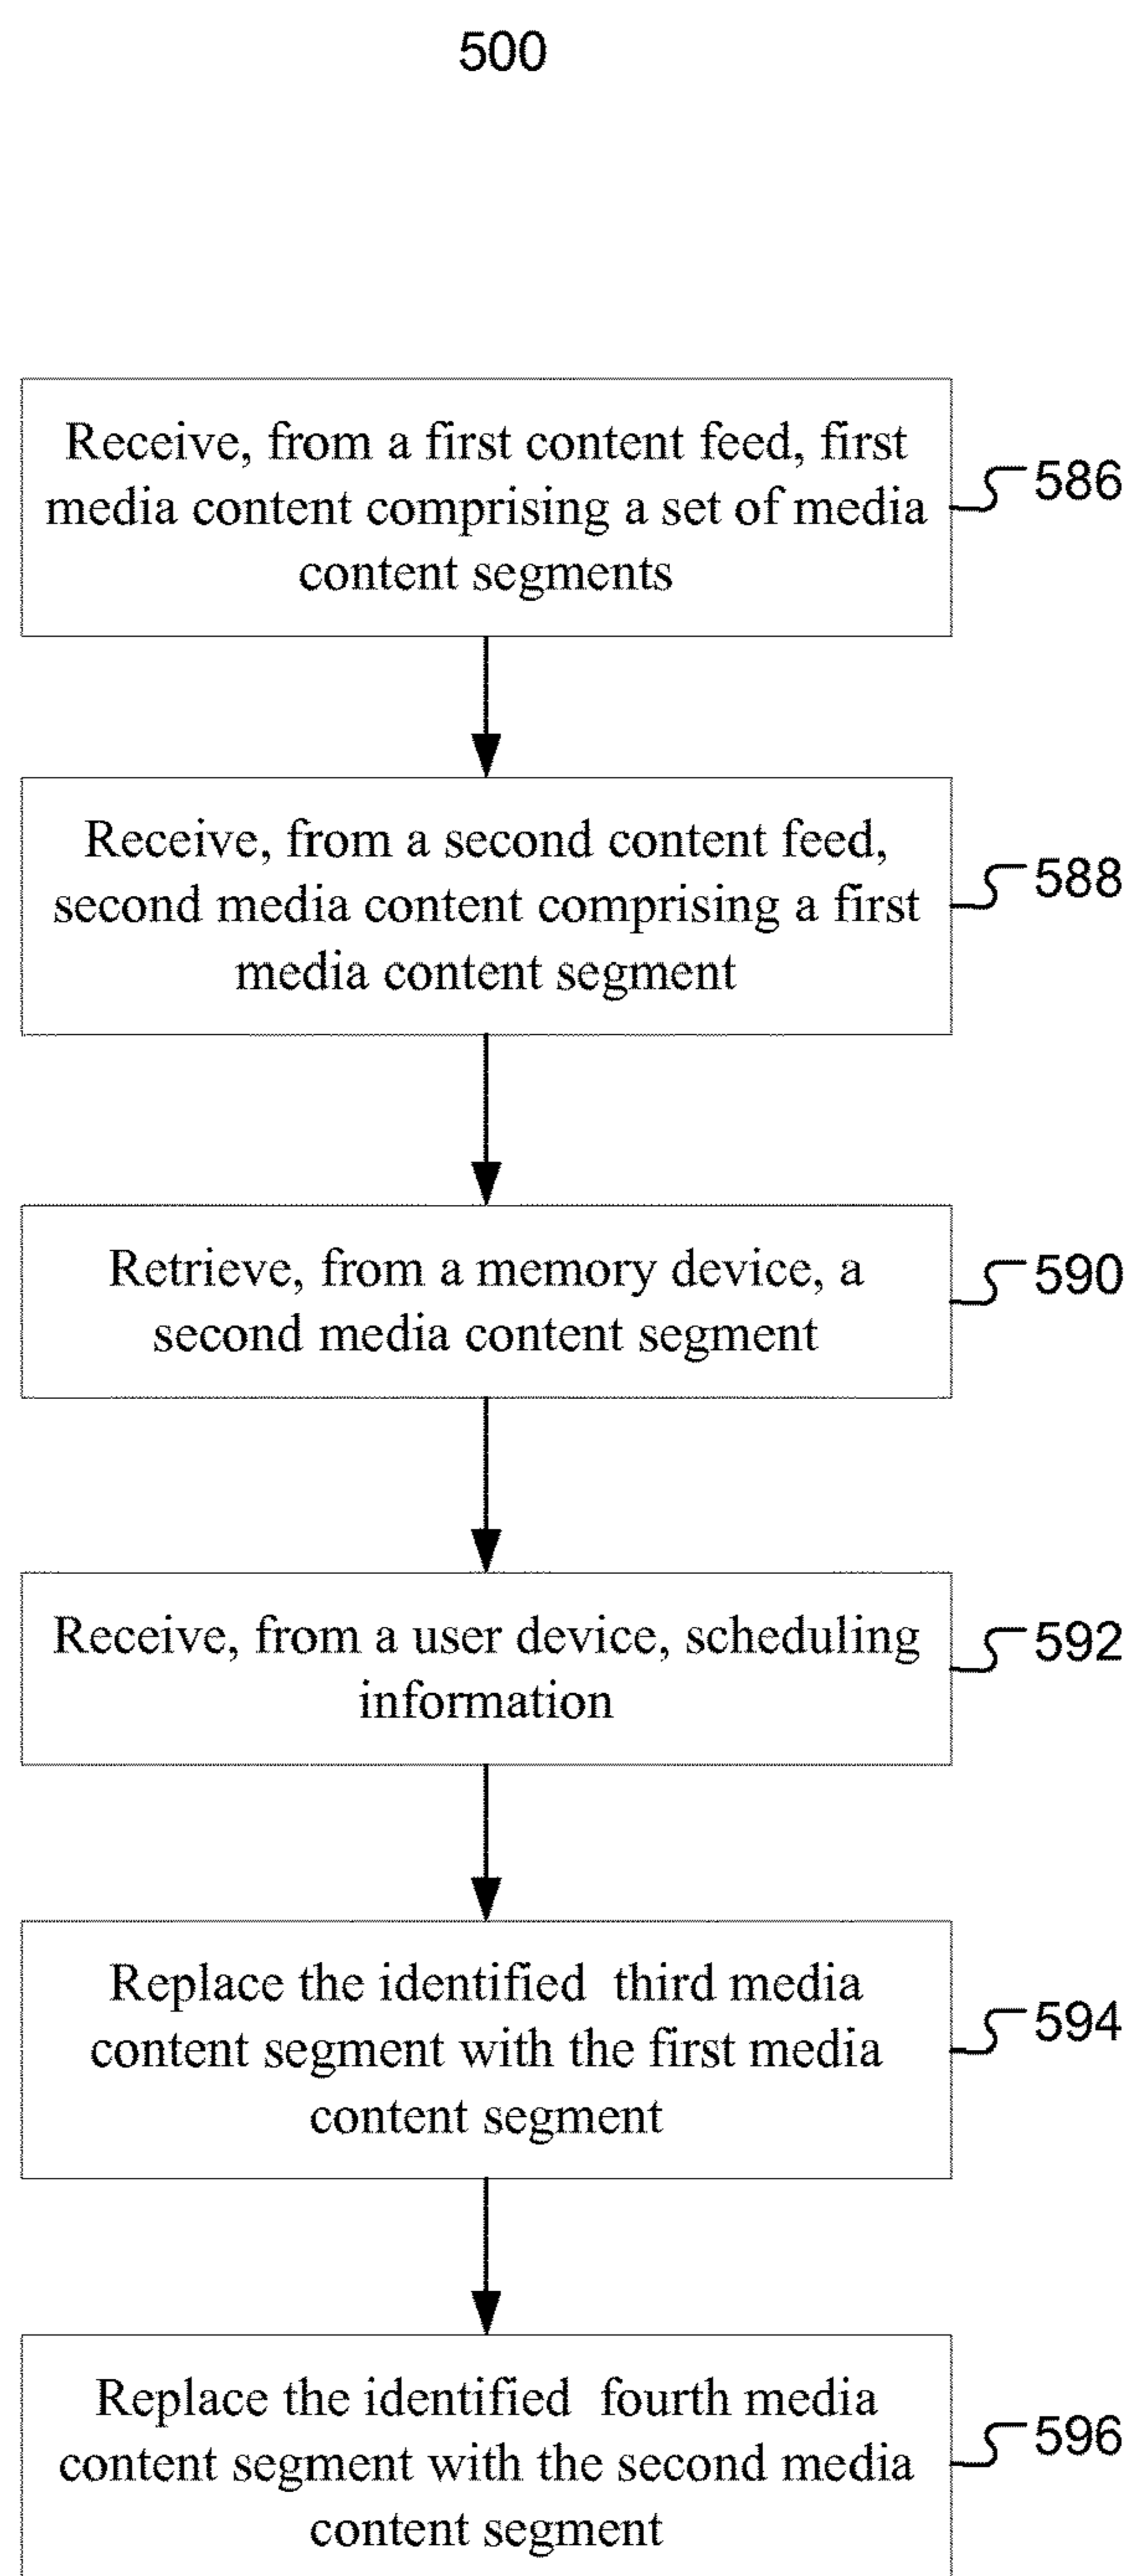 500
Receive, from a first content feed, first
media content comprising a set of media
content segments
586
Receive, from a second content feed,
second media content comprising a first
media content segment
588
Retrieve, from a memory device, a
second media content segment
590
Receive, from a user device, scheduling
information
592
Replace the identified third media
content segment with the first media
content segment
594
Replace the identified fourth media
content segment with the second media
content segment
596